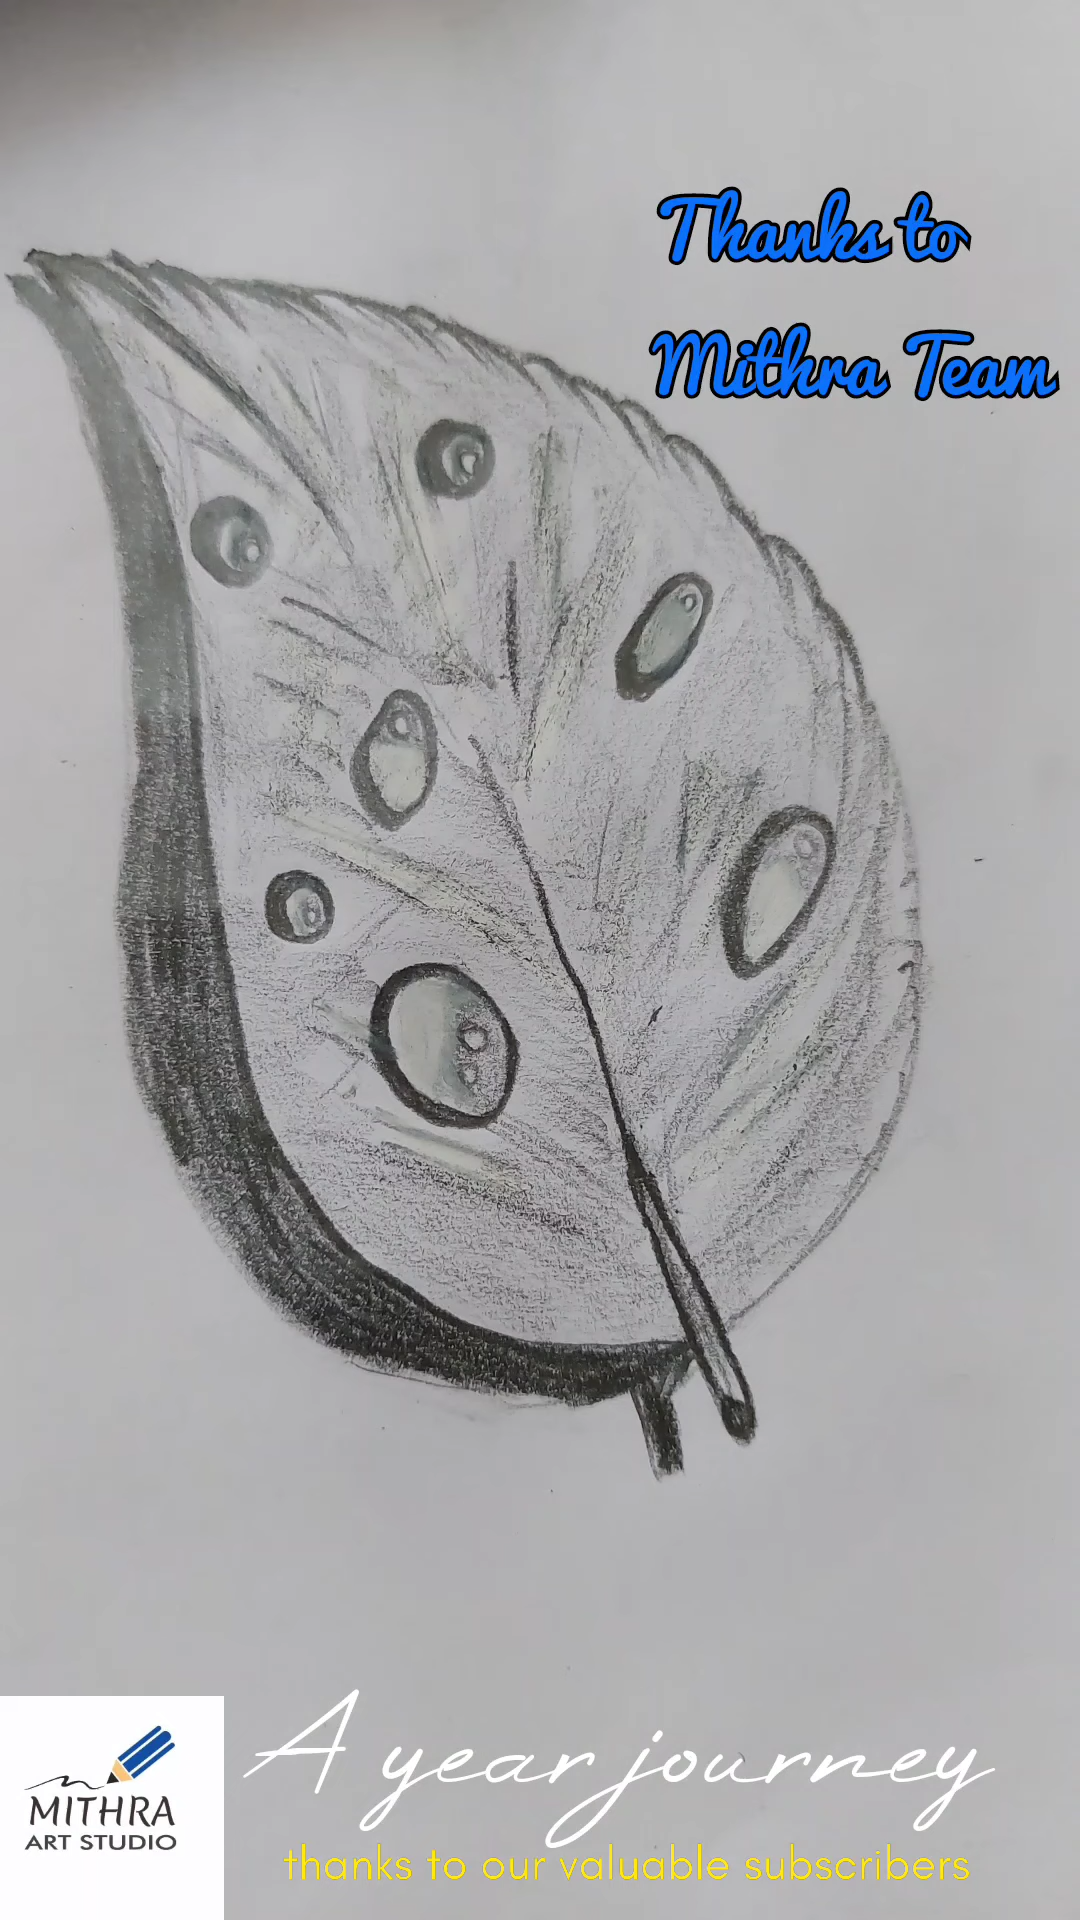 Thanks to
Mithra Team
A year journey
MITHRA
ART STUDIO
thanks to our valuable subscribers